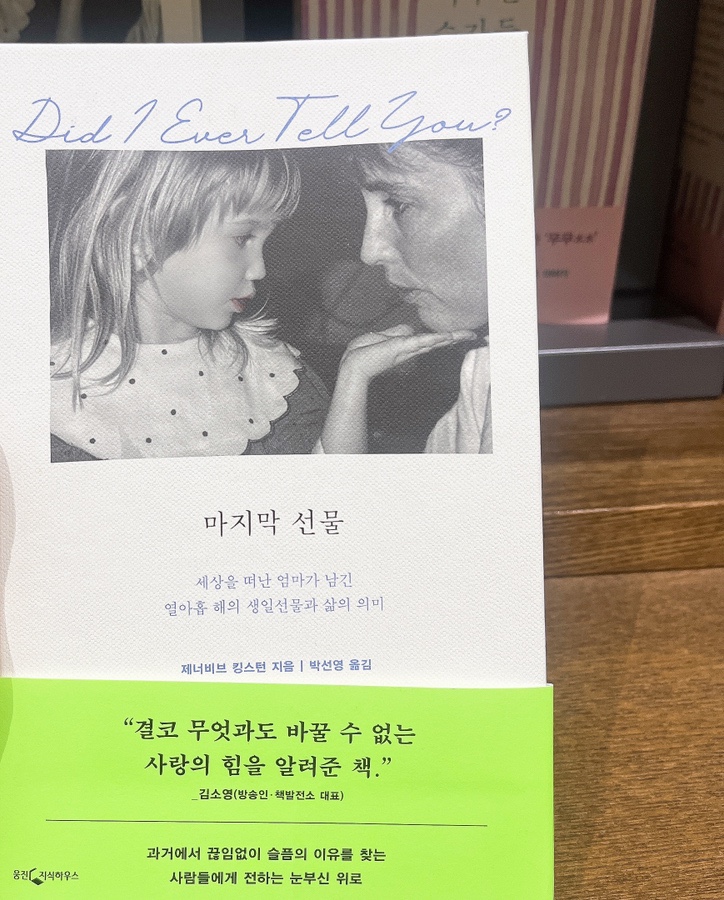 Did I Ever Tell You?
마지막 선물
세상을 떠난 엄마가 남긴
열아홉 해의 생일선물과 삶의 의미
제너비브 킹스턴 지음 | 박선영 옮김
“결코 무엇과도 바꿀 수 없는
사랑의 힘을 알려준 책.”
_김소영(방송인·책발전소 대표)
과거에서 끊임없이 슬픔의 이유를 찾는
사람들에게 전하는 눈부신 위로
웅진 지식하우스